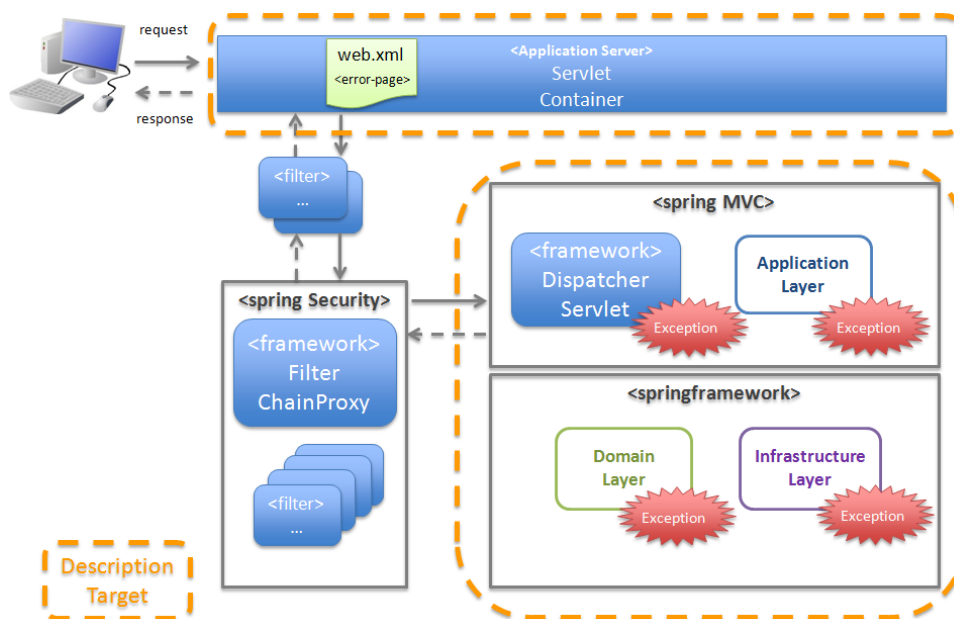 request
response
web.xml
<error-page>
<Application Server>
Servlet
Container
<filter>
...
<spring Security>
<framework>
Filter
ChainProxy
<filter>
...
<spring MVC>
<framework>
Dispatcher
Servlet
Exception
Application
Layer
Exception
<springframework>
Domain
Layer
Exception
Infrastructure
Layer
Exception
Description
Target